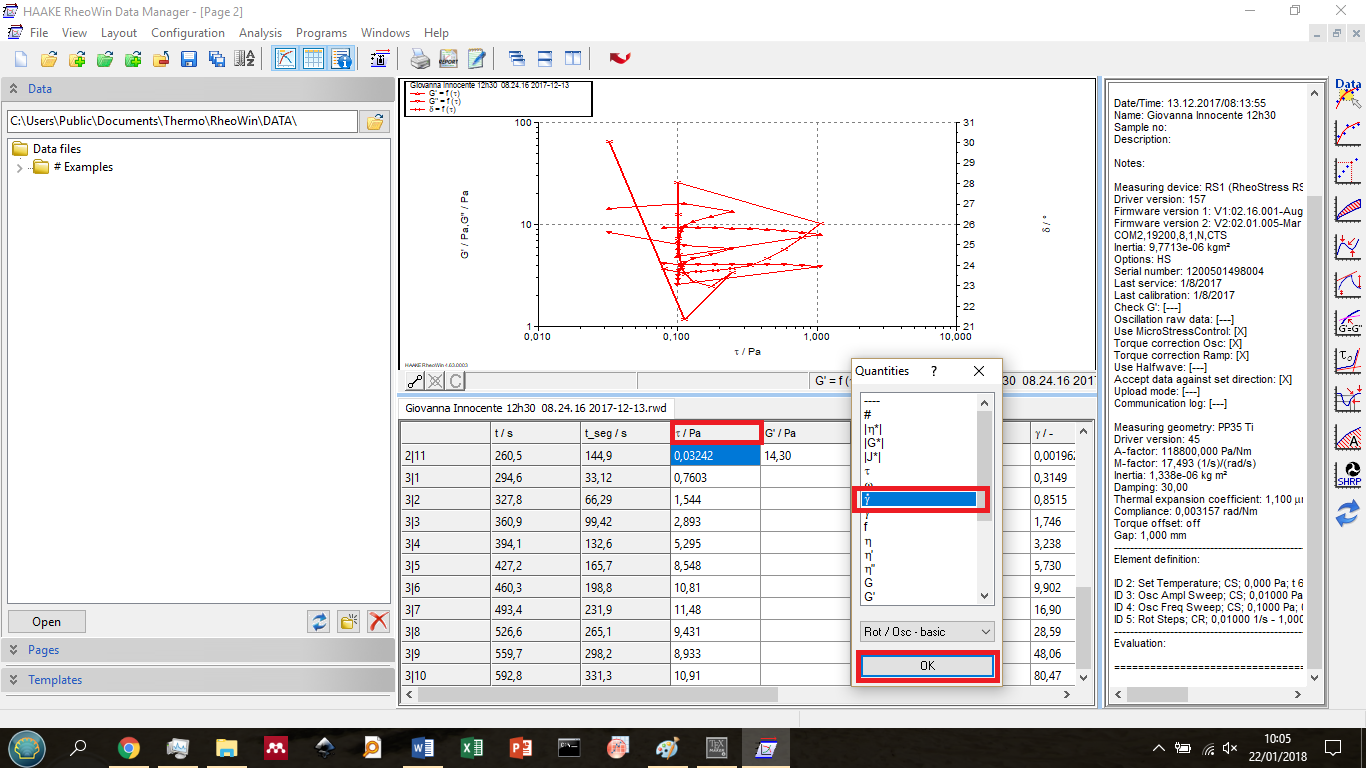 HAAKE RheoWin Data Manager - [Page 2]
File View Layout Configuration Analysis Programs Windows Help
Data
C:\Users\Public\Documents\Thermo\RheoWin\DATA\
Data files
# Examples
Open
Pages
Templates
Giovanna Innocente 12h30 08.24.16 2017-12-13
G' = f (τ)
G'' = f (τ)
δ = f (τ)
100
10
1
G' / Pa, G'' / Pa
0,010
0,100
1,000
10,000
τ / Pa
31
30
29
28
27
26
25
24
23
22
21
δ / °
HAAKE RheoWin 4.63.0003
G' = f (
30 08.24.16 2017
Giovanna Innocente 12h30 08.24.16 2017-12-13.rwd
t / s t_seg / s τ / Pa G' / Pa γ / -
2|11 260,5 144,9 0,03242 14,30 0,00196
3|1 294,6 33,12 0,7603 0,3149
3|2 327,8 66,29 1,544 0,8515
3|3 360,9 99,42 2,893 1,746
3|4 394,1 132,6 5,295 3,238
3|5 427,2 165,7 8,548 5,730
3|6 460,3 198,8 10,81 9,902
3|7 493,4 231,9 11,48 16,90
3|8 526,6 265,1 9,431 28,59
3|9 559,7 298,2 8,933 48,06
3|10 592,8 331,3 10,91 80,47
Quantities ?
----
#
|η*|
|G*|
|J*|
τ
γ̇
f
η
η'
η''
G
G'
Rot / Osc - basic
OK
Date/Time: 13.12.2017/08:13:55
Name: Giovanna Innocente 12h30
Sample no:
Description:
Notes:
Measuring device: RS1 (RheoStress RS
Driver version: 157
Firmware version 1: V1:02.16.001-Aug
Firmware version 2: V2:02.01.005-Mar
COM2,19200,8,1,N,CTS
Inertia: 9,7713e-06 kgm²
Options: HS
Serial number: 1200501498004
Last service: 1/8/2017
Last calibration: 1/8/2017
Check G': [---]
Oscillation raw data: [---]
Use MicroStressControl: [X]
Torque correction Osc: [X]
Torque correction Ramp: [X]
Use Halfwave: [---]
Accept data against set direction: [X]
Upload mode: [---]
Communication log: [---]
Measuring geometry: PP35 Ti
Driver version: 45
A-factor: 118800,000 Pa/Nm
M-factor: 17,493 (1/s)/(rad/s)
Inertia: 1,338e-06 kg m²
Damping: 30,00
Thermal expansion coefficient: 1,100 µ
Compliance: 0,003157 rad/Nm
Torque offset: off
Gap: 1,000 mm
Element definition:
ID 2: Set Temperature; CS; 0,000 Pa; t 6
ID 3: Osc Ampl Sweep; CS; 0,01000 Pa
ID 4: Osc Freq Sweep; CS; 0,1000 Pa;
ID 5: Rot Steps; CR; 0,01000 1/s - 1,000
Evaluation:
Data
G'=G''
SHRP
10:05
22/01/2018